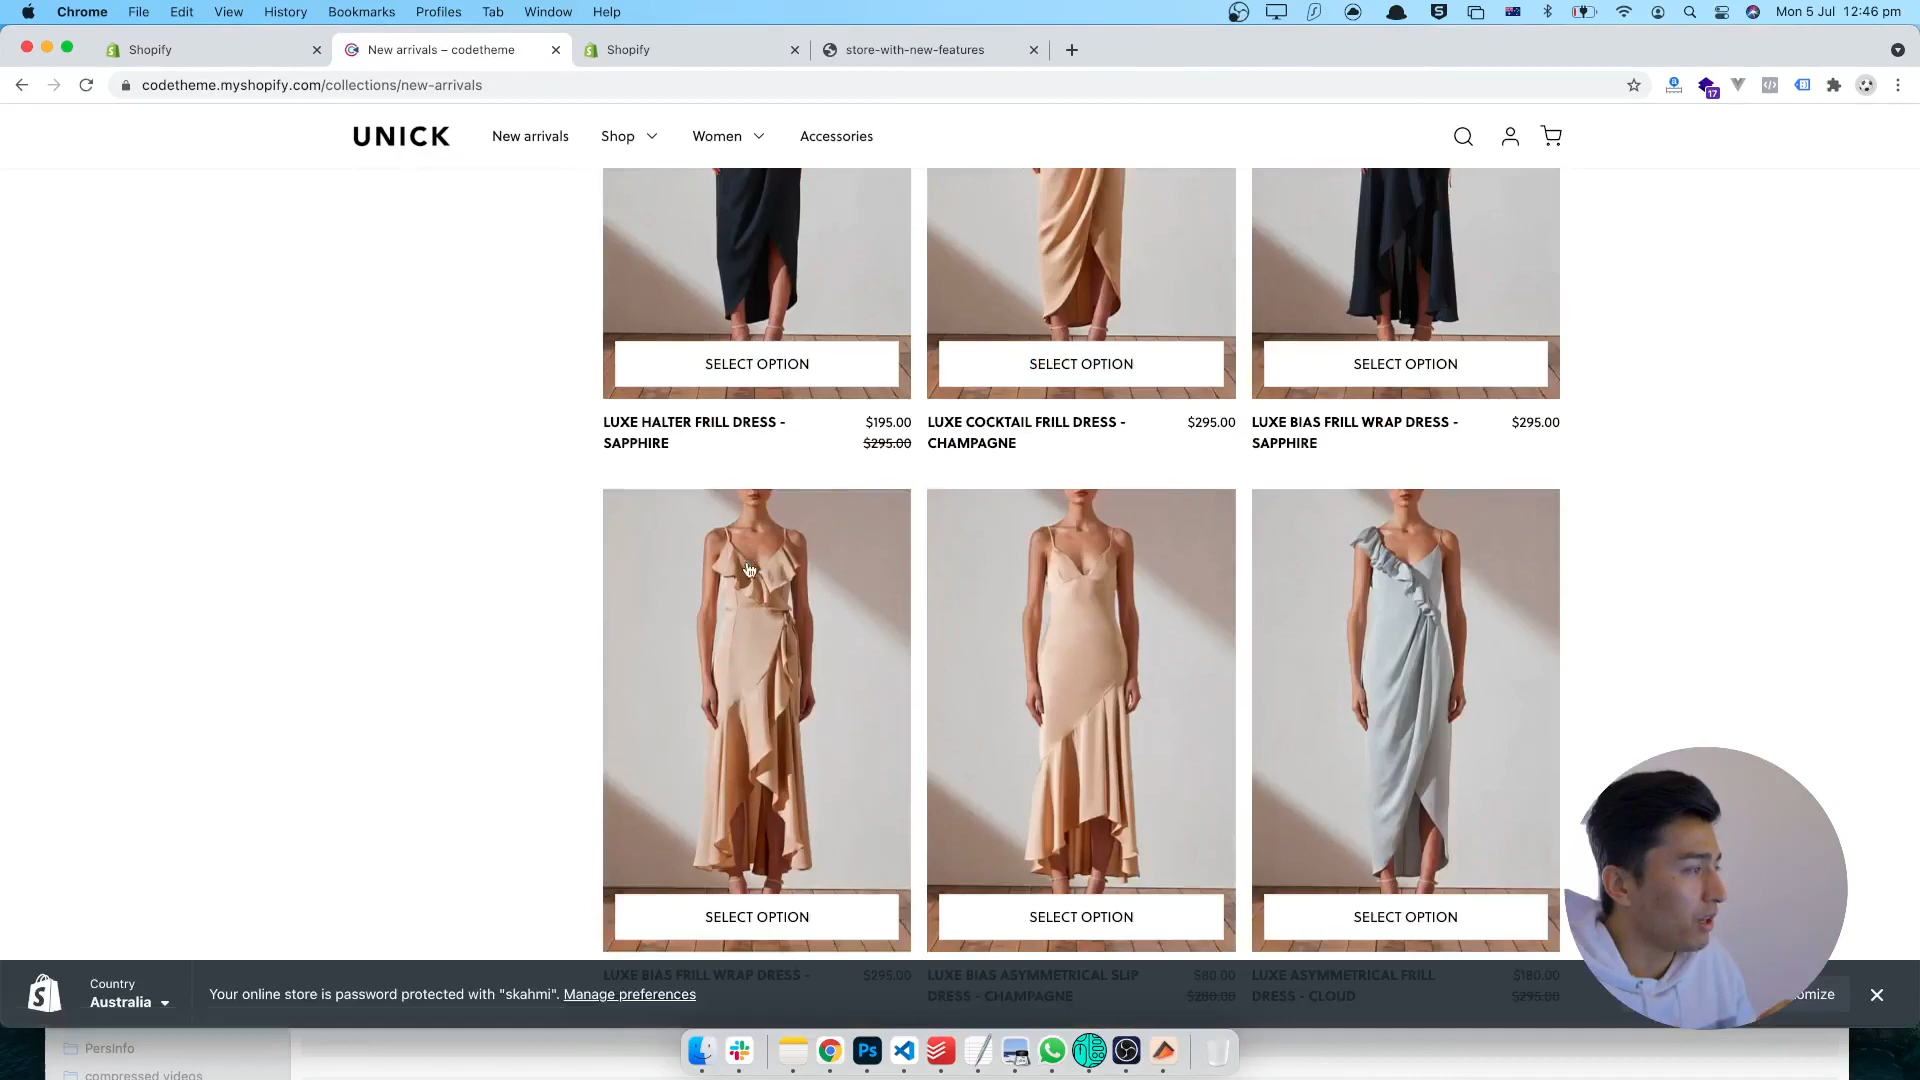 Chrome File Edit View History Bookmarks Profiles Tab Window Help Mon 5 Jul 12:46 pm
Shopify New arrivals – codetheme Shopify store-with-new-features
codetheme.myshopify.com/collections/new-arrivals 17
UNICK New arrivals Shop Women Accessories
SELECT OPTION SELECT OPTION SELECT OPTION
LUXE HALTER FRILL DRESS - $195.00 LUXE COCKTAIL FRILL DRESS - $295.00 LUXE BIAS FRILL WRAP DRESS - $295.00
SAPPHIRE $295.00 CHAMPAGNE SAPPHIRE
SELECT OPTION SELECT OPTION SELECT OPTION
LUXE BIAS FRILL WRAP DRESS - $295.00 LUXE BIAS ASYMMETRICAL SLIP $80.00 LUXE ASYMMETRICAL FRILL $180.00
DRESS - CHAMPAGNE $280.00 DRESS - CLOUD $295.00
Country
Australia
Your online store is password protected with "skahmi". Manage preferences omize
PersInfo
compressed videos